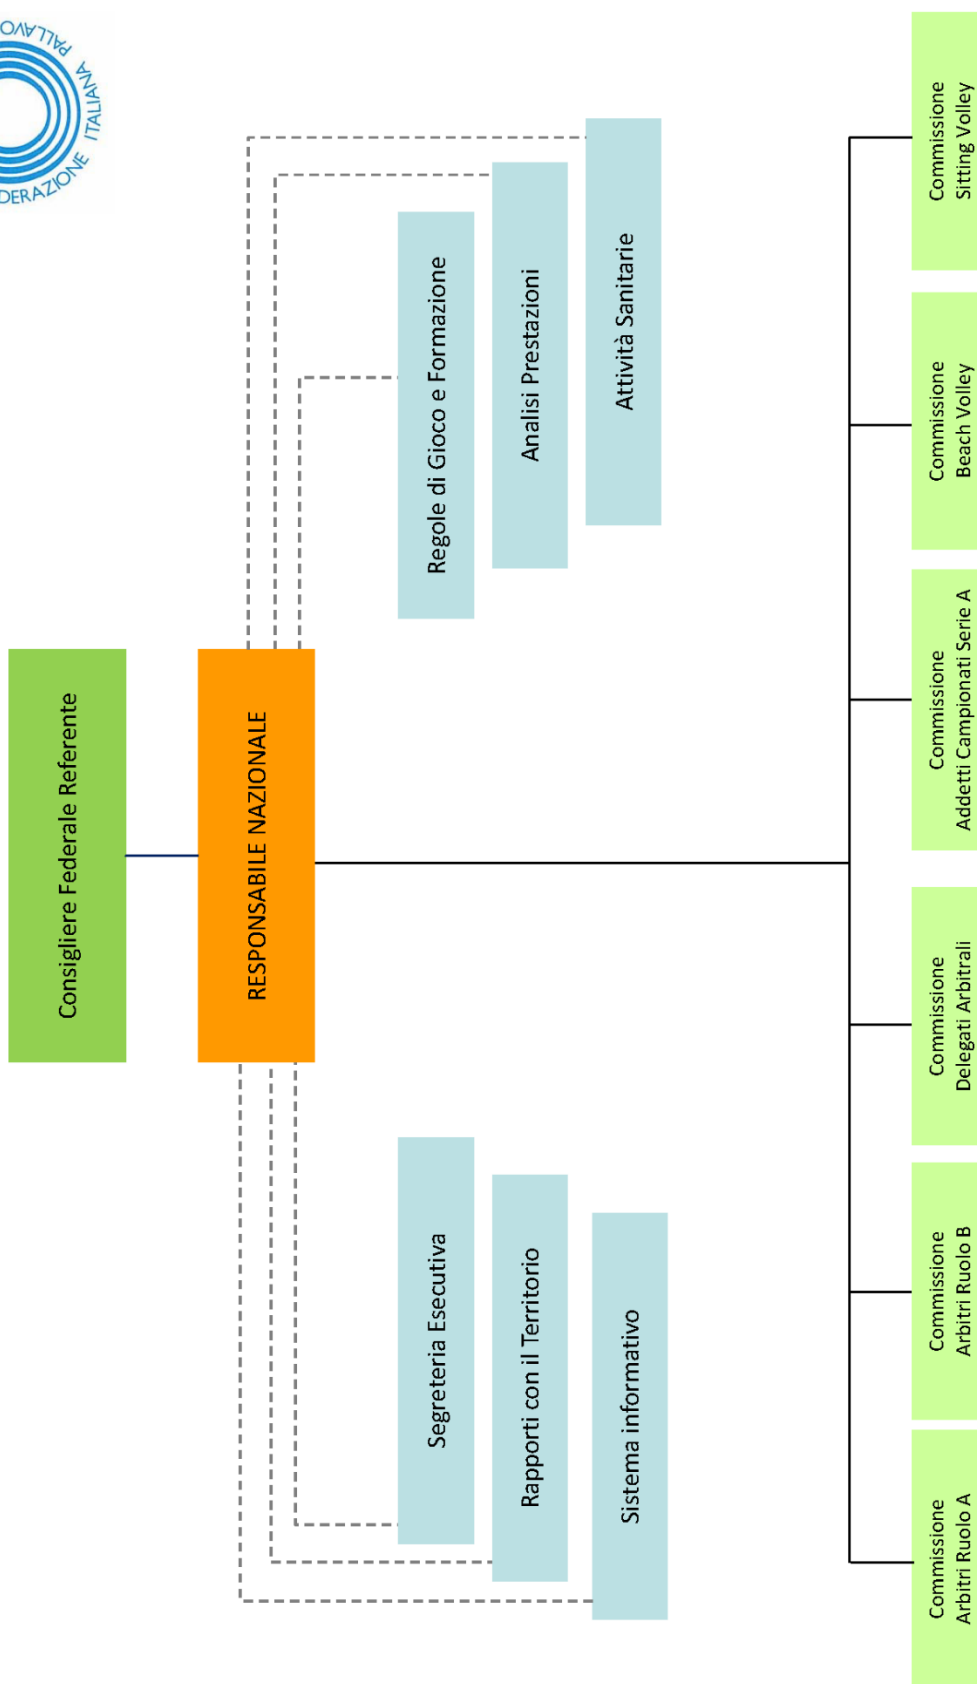 FEDERAZIONE ITALIANA PALLAVO
Consigliere Federale Referente
RESPONSABILE NAZIONALE
Segreteria Esecutiva
Rapporti con il Territorio
Sistema informativo
Regole di Gioco e Formazione
Analisi Prestazioni
Attività Sanitarie
Commissione
Arbitri Ruolo A
Commissione
Arbitri Ruolo B
Commissione
Delegati Arbitrali
Commissione
Addetti Campionati Serie A
Commissione
Beach Volley
Commissione
Sitting Volley